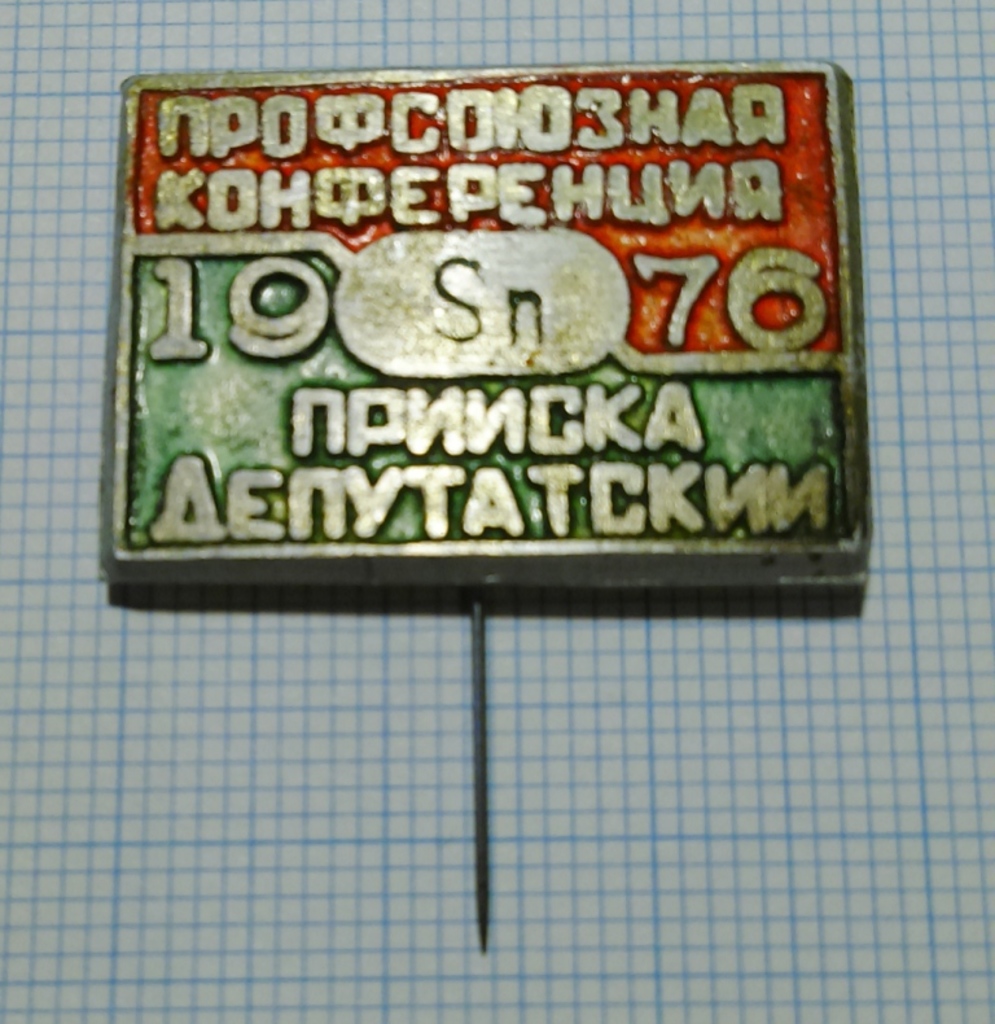 ПРОФСОЮЗНАЯ
КОНФЕРЕНЦИЯ
19 Sn 76
ПРИИСКА
ДЕПУТАТСКИЙ